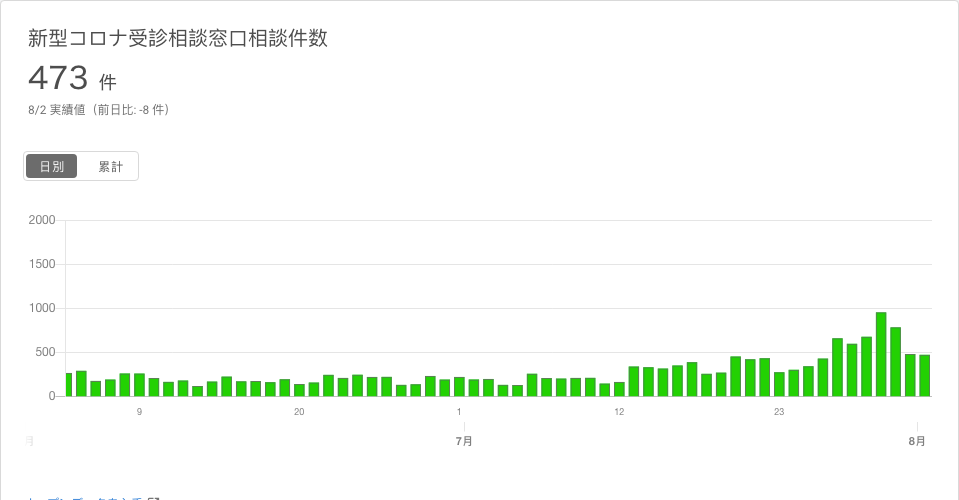 新型コロナ受診相談窓口相談件数
473 件
8/2 実績値（前日比: -8 件）
日別 累計
2000
1500
1000
500
0
9 20 1 12 23
月 7月 8月